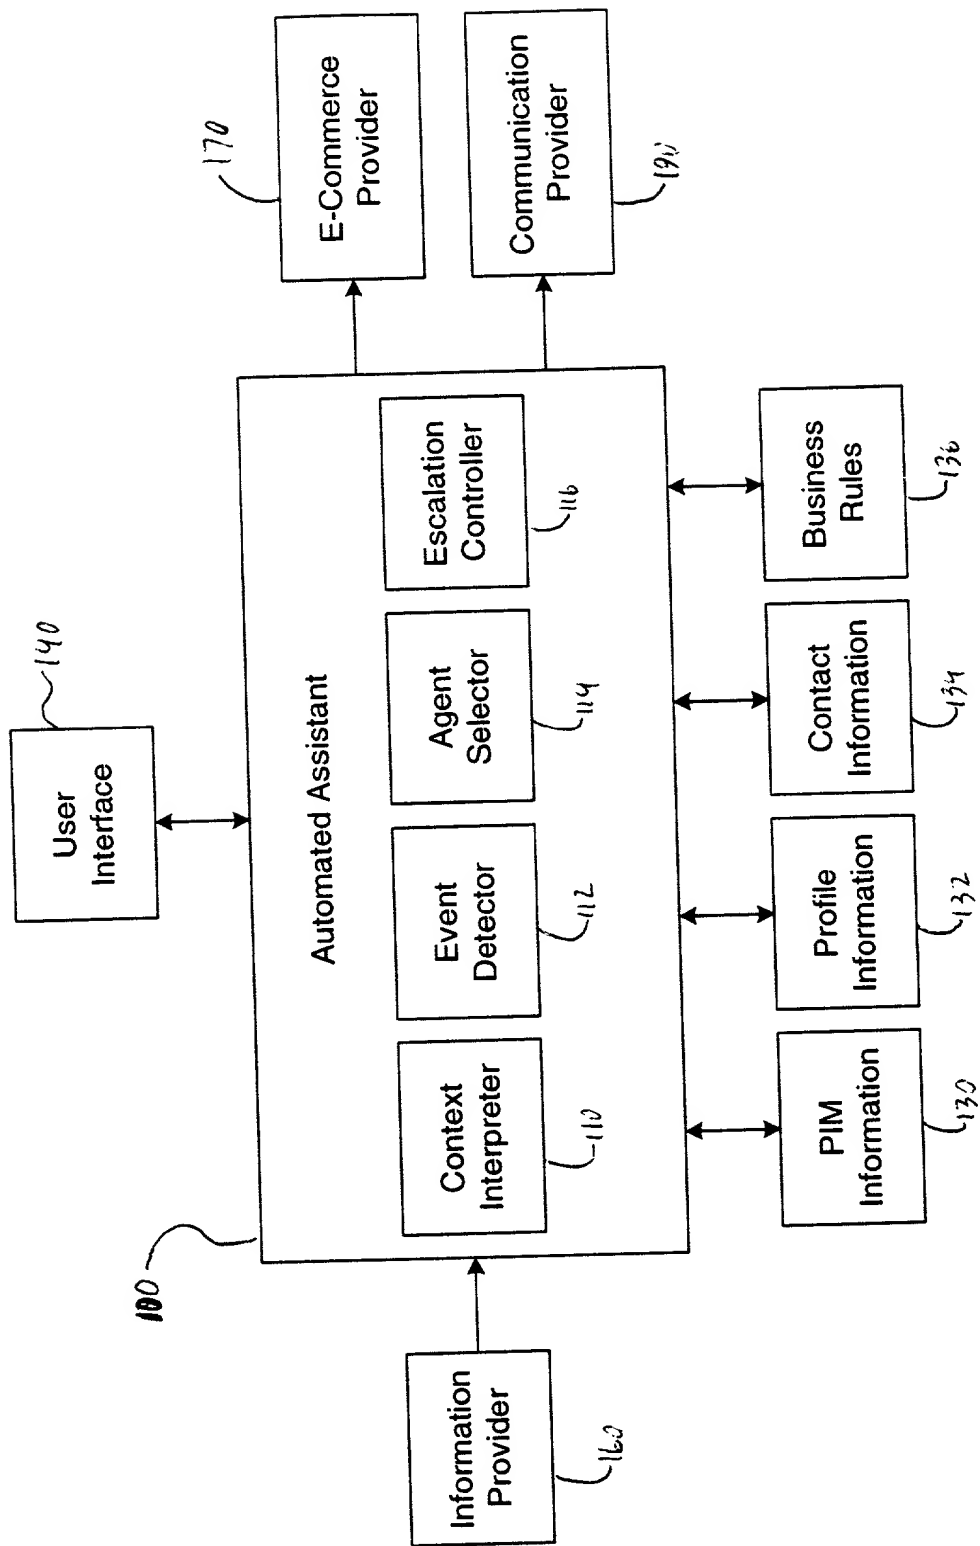 User
Interface
140
Automated Assistant
100
Information
Provider
160
Context
Interpreter
110
Event
Detector
112
Agent
Selector
114
Escalation
Controller
116
E-Commerce
Provider
170
Communication
Provider
PIM
Information
130
Profile
Information
132
Contact
Information
134
Business
Rules
136